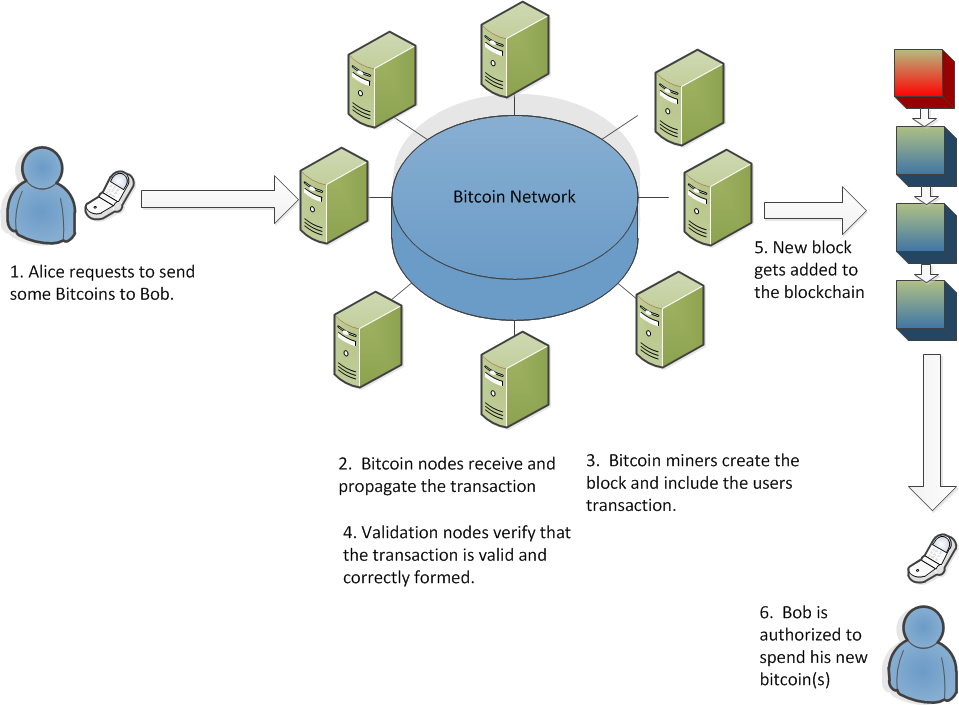 Bitcoin Network
1. Alice requests to send
some Bitcoins to Bob.
2.  Bitcoin nodes receive and
propagate the transaction
3.  Bitcoin miners create the
block and include the users
transaction.
4. Validation nodes verify that
the transaction is valid and
correctly formed.
5. New block
gets added to
the blockchain
6.  Bob is
authorized to
spend his new
bitcoin(s)